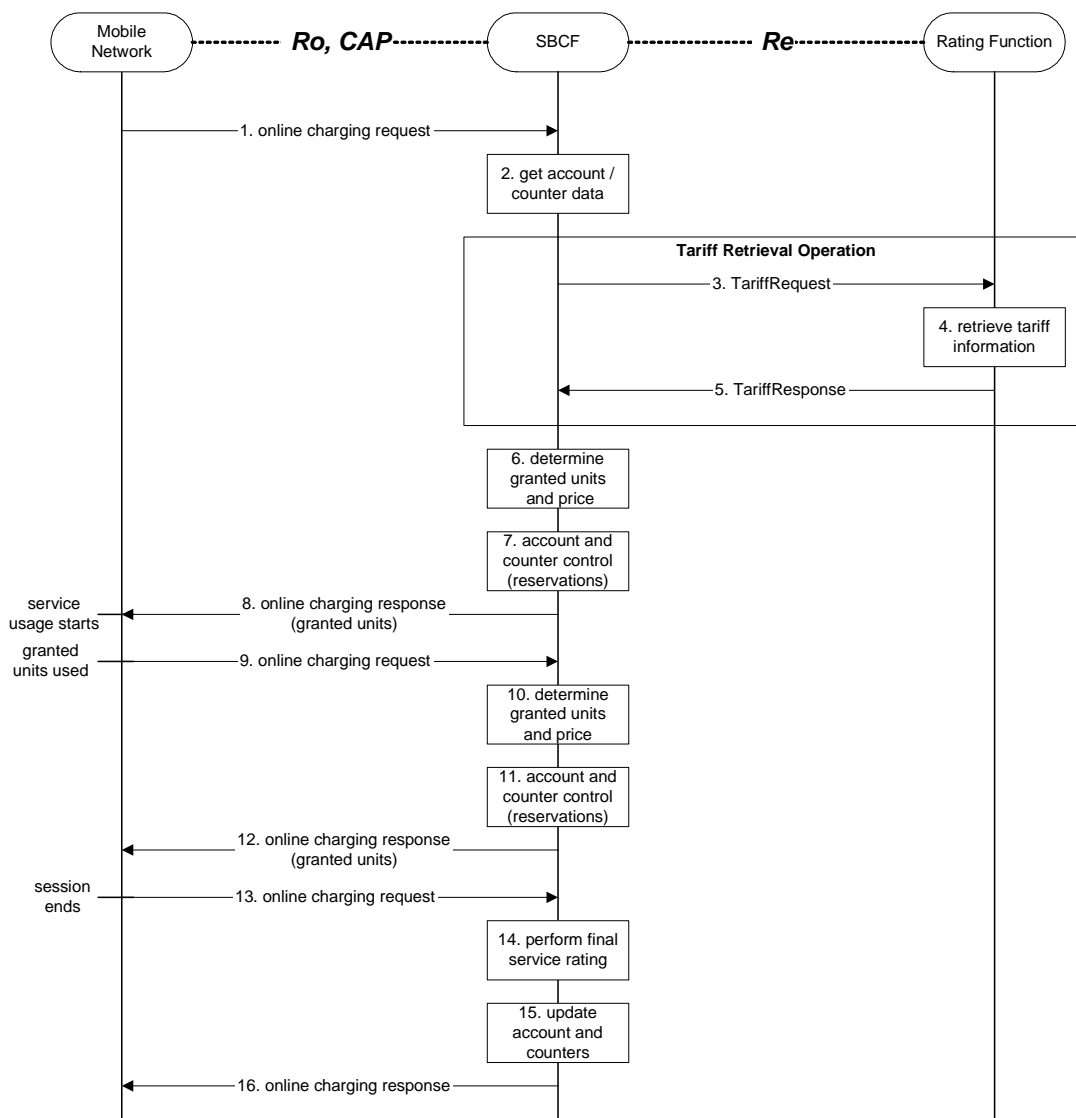 Mobile
Network
Ro, CAP
SBCF
Re
Rating Function
1. online charging request
2. get account /
counter data
Tariff Retrieval Operation
3. TariffRequest
4. retrieve tariff
information
5. TariffResponse
6. determine
granted units
and price
7. account and
counter control
(reservations)
service
usage starts
8. online charging response
(granted units)
granted
units used
9. online charging request
10. determine
granted units
and price
11. account and
counter control
(reservations)
12. online charging response
(granted units)
session
ends
13. online charging request
14. perform final
service rating
15. update
account and
counters
16. online charging response